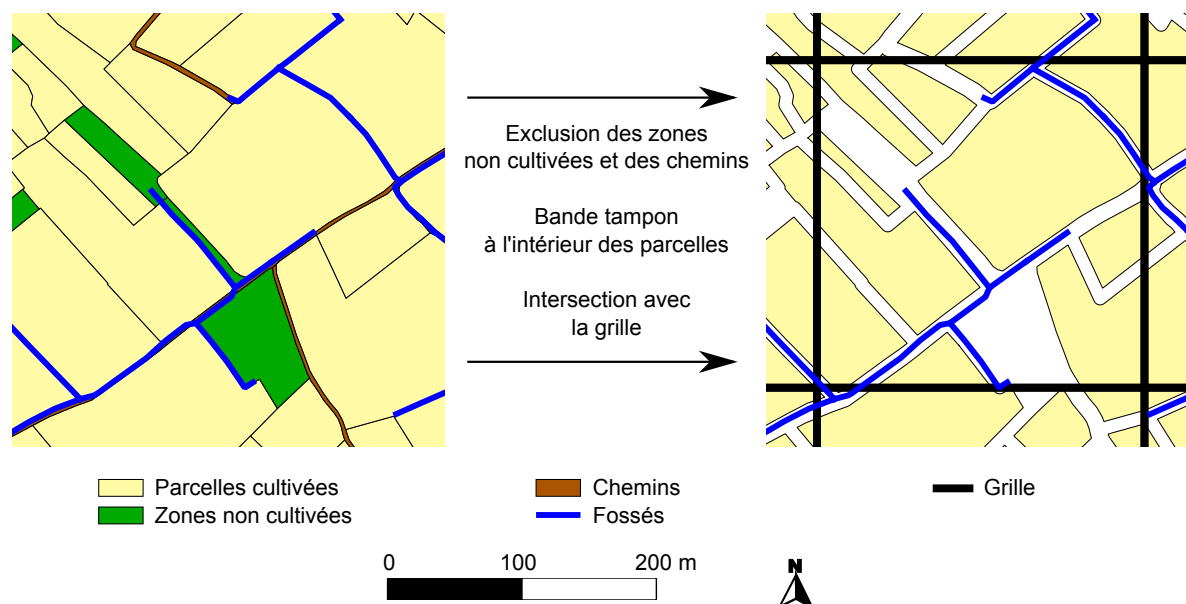 Exclusion des zones
non cultivées et des chemins
Bande tampon
à l'intérieur des parcelles
Intersection avec
la grille
Parcelles cultivées
Zones non cultivées
Chemins
Fossés
Grille
0 100 200 m
N